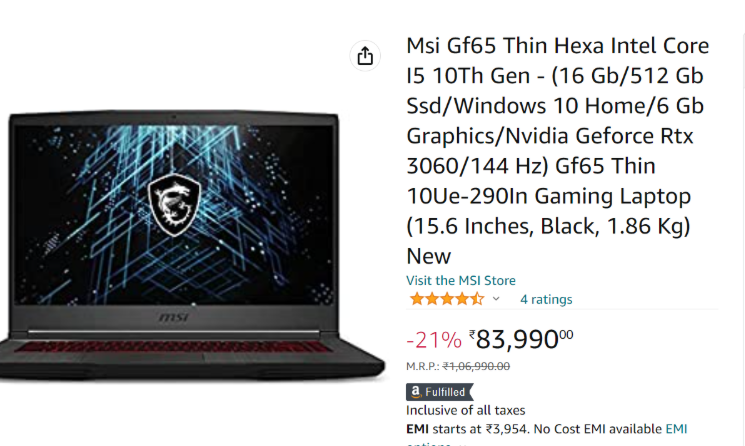 Msi Gf65 Thin Hexa Intel Core
I5 10Th Gen - (16 Gb/512 Gb
Ssd/Windows 10 Home/6 Gb
Graphics/Nvidia Geforce Rtx
3060/144 Hz) Gf65 Thin
10Ue-290In Gaming Laptop
(15.6 Inches, Black, 1.86 Kg)
New
Visit the MSI Store
4 ratings
-21% ₹83,99000
M.R.P.: ₹1,06,990.00
a Fulfilled
Inclusive of all taxes
EMI starts at ₹3,954. No Cost EMI available EMI
options
msi